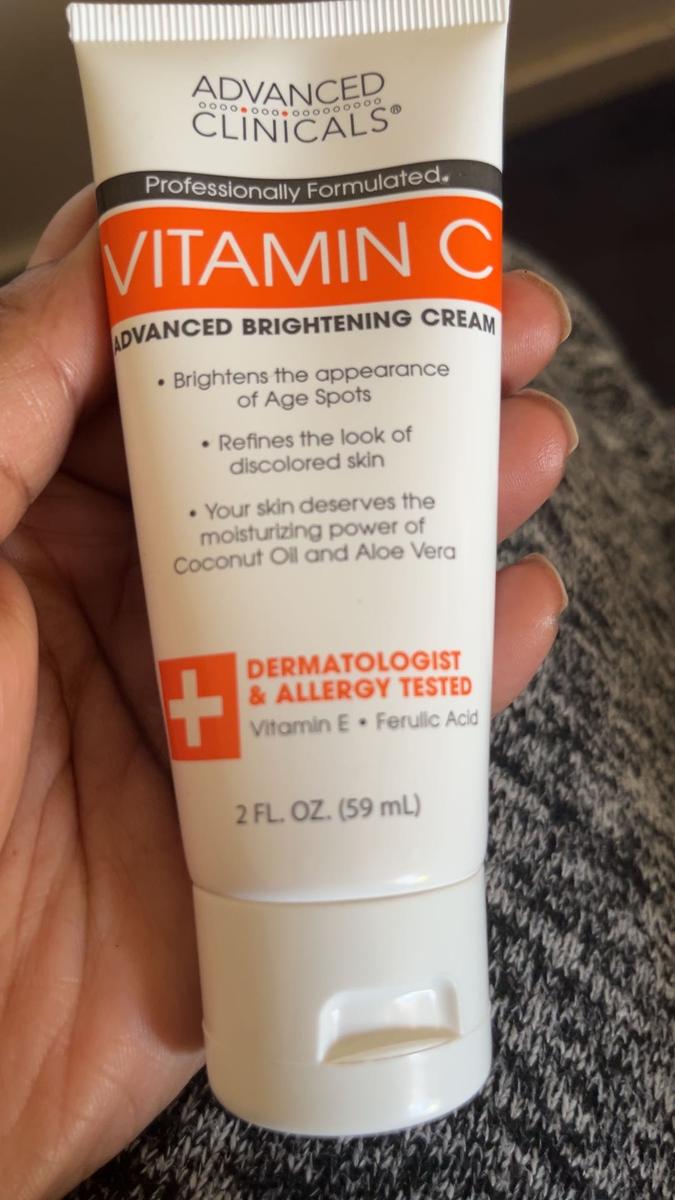 ADVANCED
CLINICALS®
Professionally Formulated.
VITAMIN C
ADVANCED BRIGHTENING CREAM
• Brightens the appearance
of Age Spots
• Refines the look of
discolored skin
• Your skin deserves the
moisturizing power of
Coconut Oil and Aloe Vera
DERMATOLOGIST
& ALLERGY TESTED
Vitamin E • Ferulic Acid
2 FL. OZ. (59 mL)